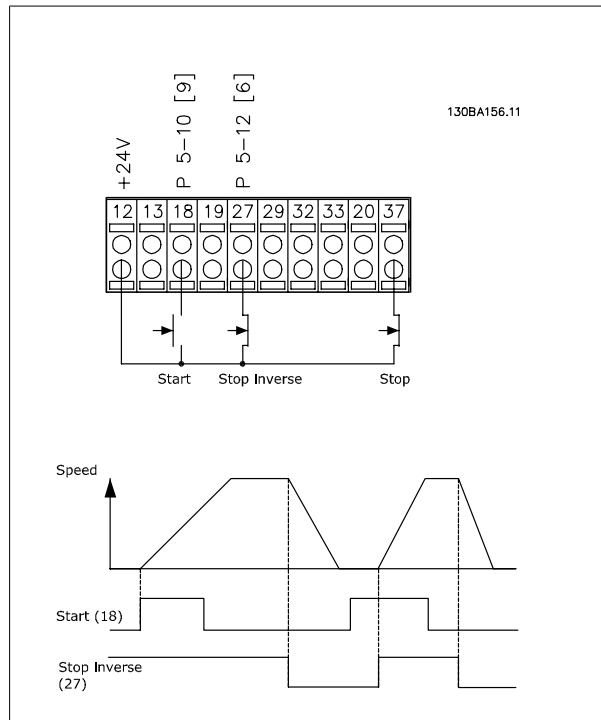 130BA156.11
+24V
P 5-10 [9]
P 5-12 [6]
12 13 18 19 27 29 32 33 20 37
Start Stop Inverse Stop
Speed
Start (18)
Stop Inverse
(27)